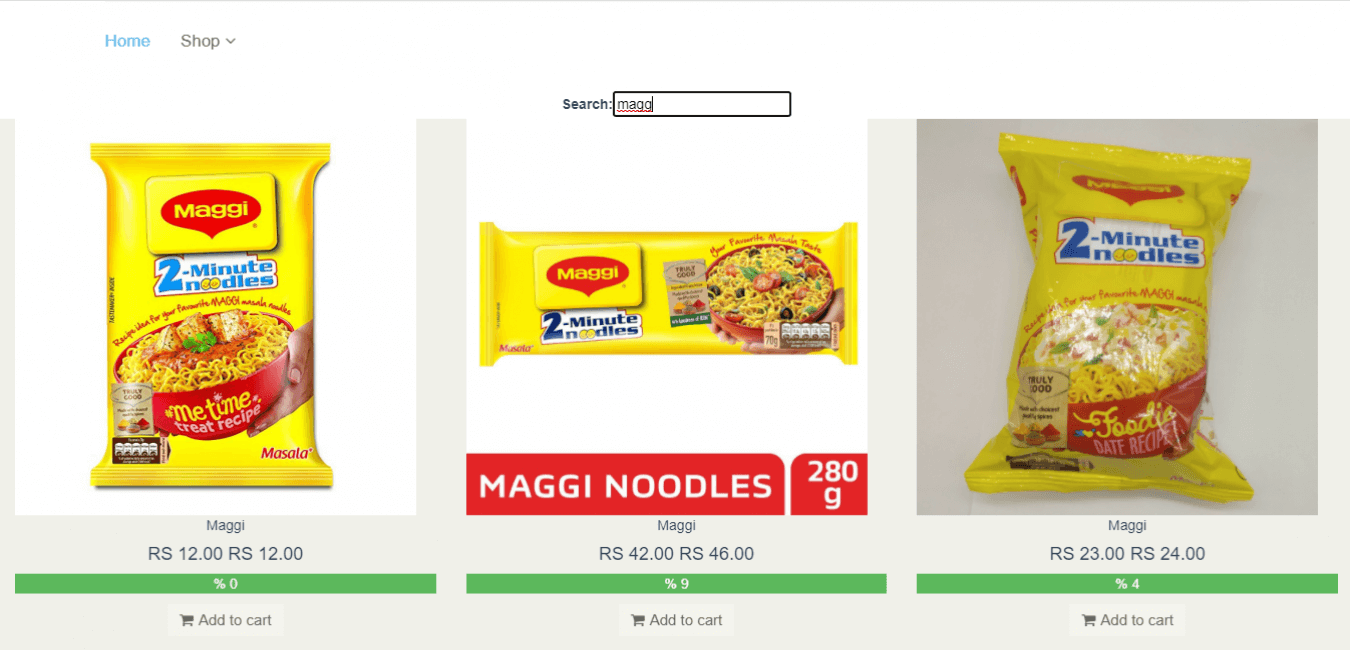 Home Shop
Search: magg
Maggi
2-Minute
noodles
Recipe idea for your favourite MAGGI masala noodles
TRULY
GOOD
#me time
treat recipe
Masala
Your Favourite Masala Taste
Maggi
TRULY
GOOD
2-Minute
noodles
Masala
70g
MAGGI NOODLES
280
g
Maggi
2-Minute
noodles
Recipe idea for your favourite MAGGI masala
TRULY
GOOD
Foodie
DATE RECIPE
Maggi
RS 12.00 RS 12.00
% 0
Add to cart
Maggi
RS 42.00 RS 46.00
% 9
Add to cart
Maggi
RS 23.00 RS 24.00
% 4
Add to cart